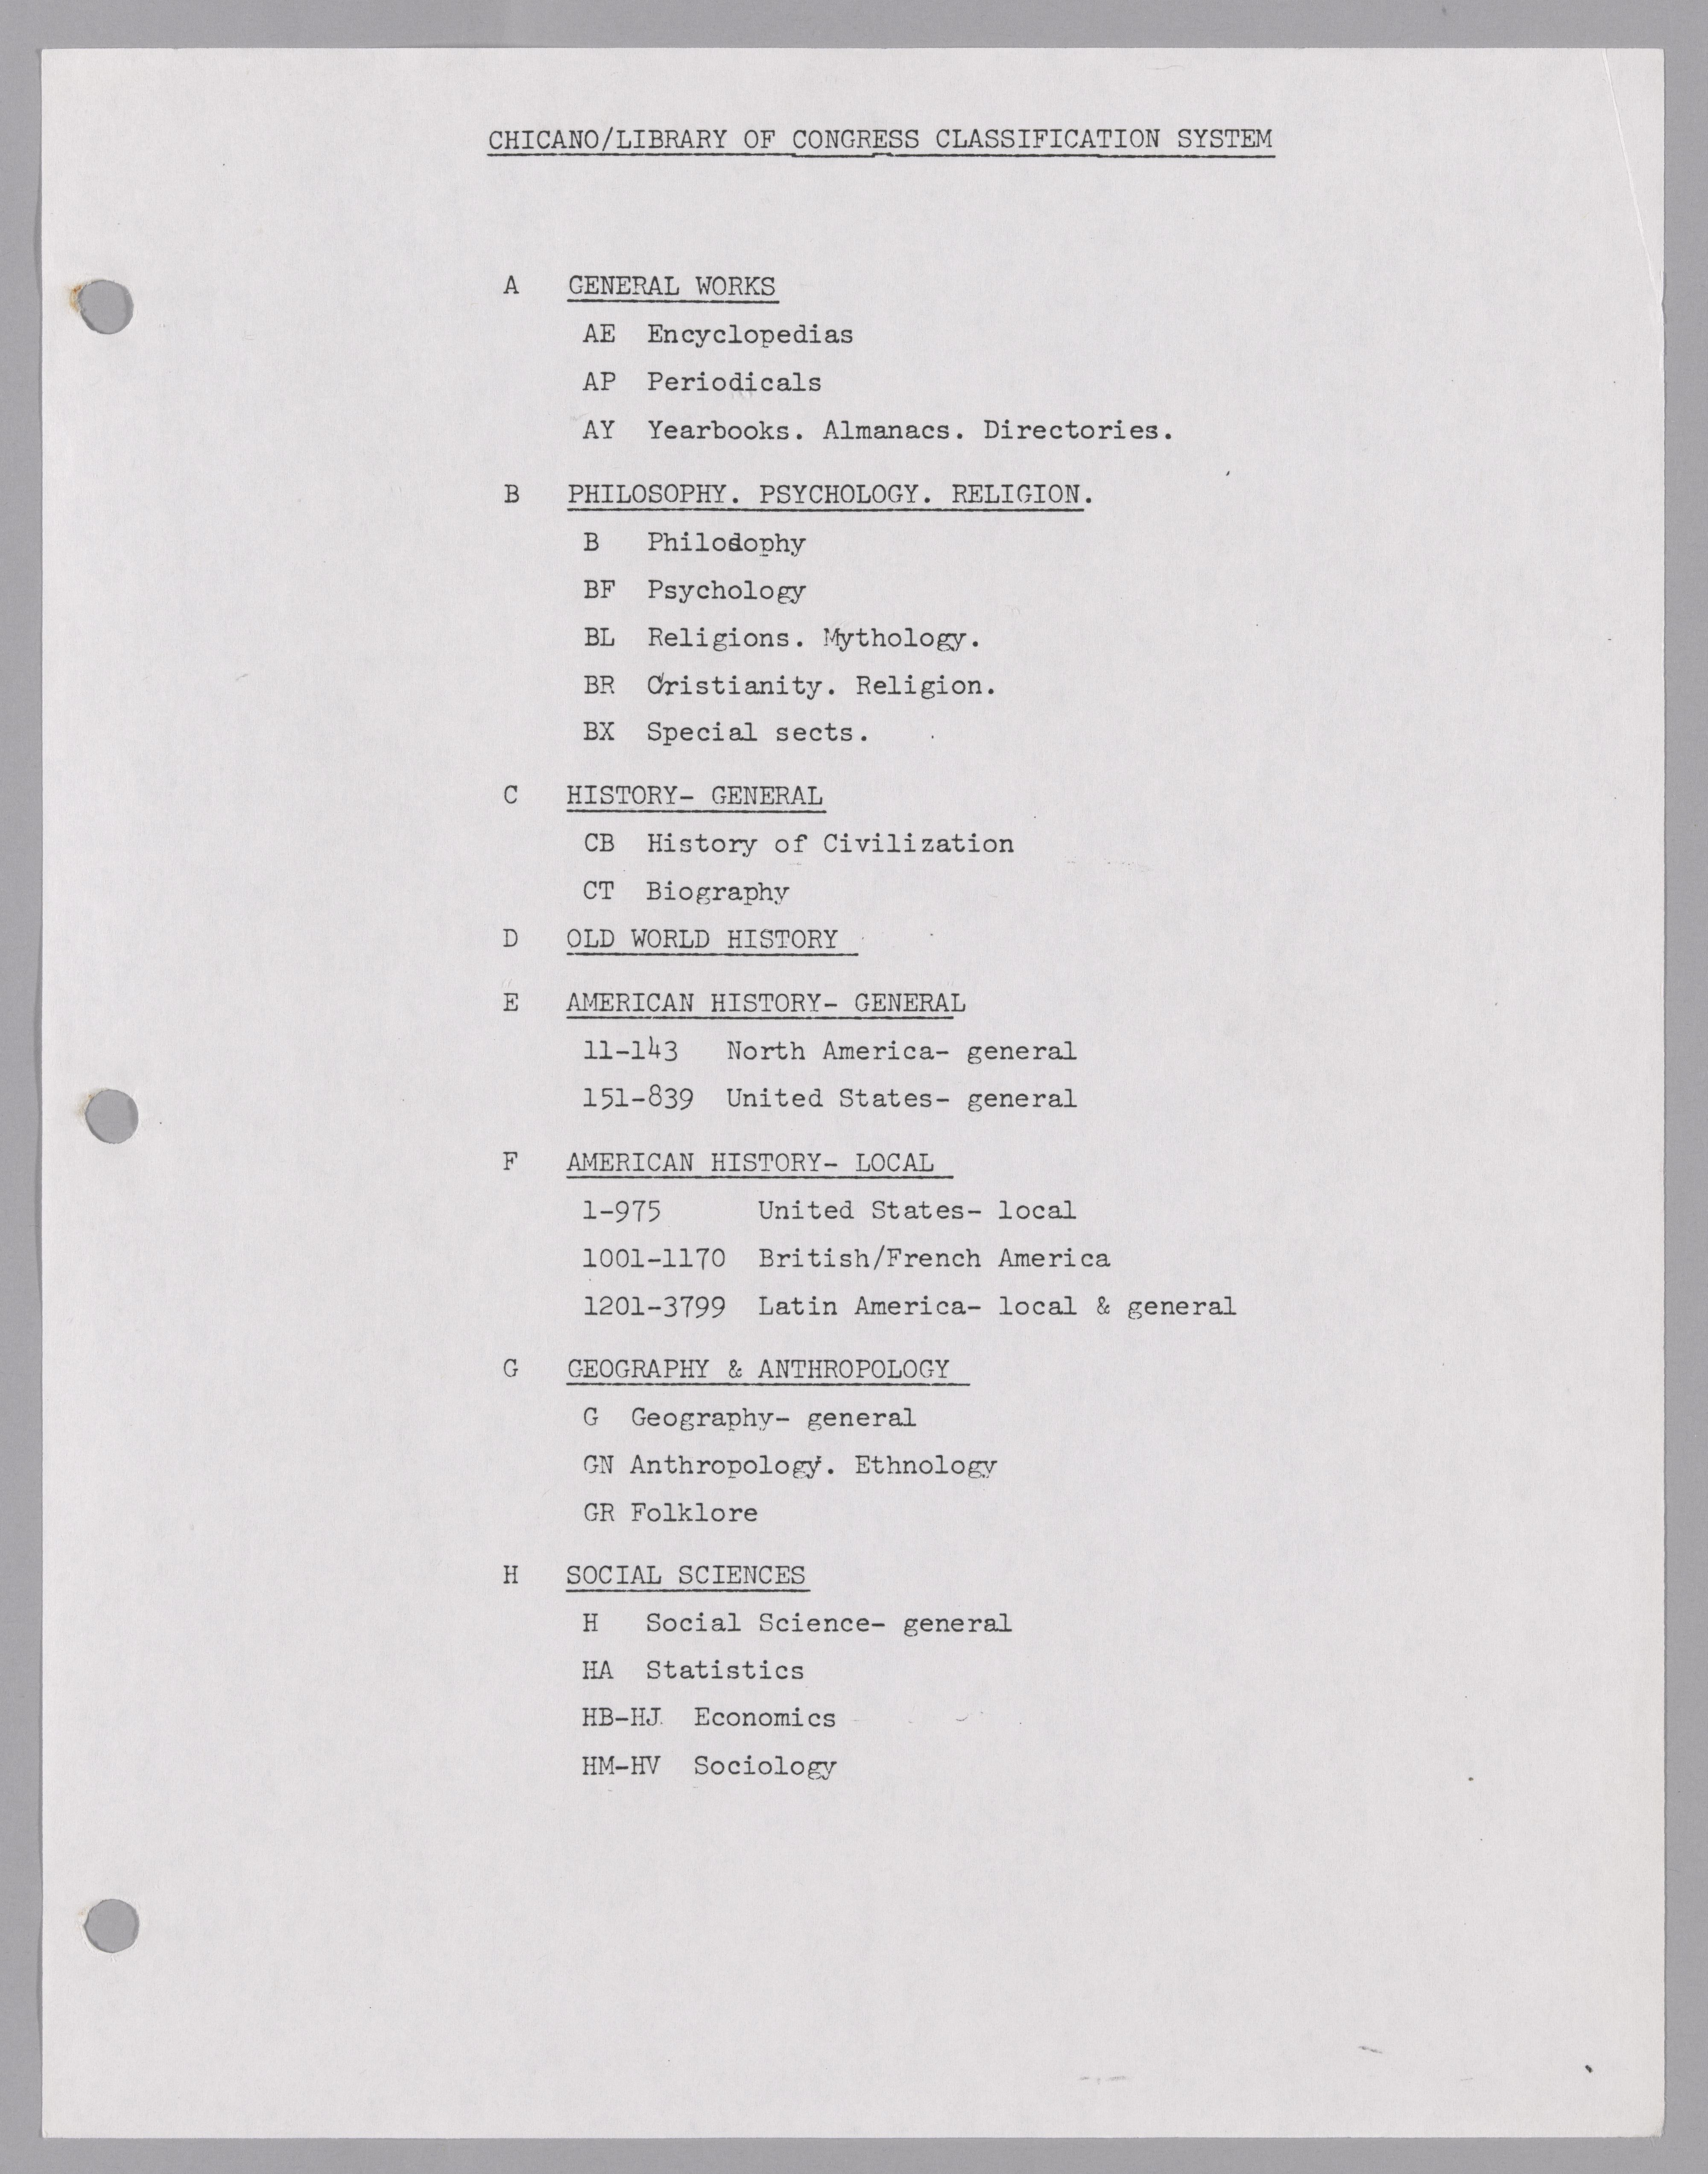 CHICANO/LIBRARY OF CONGRESS CLASSIFICATION SYSTEM
A GENERAL WORKS
AE Encyclopedias
AP Periodicals
AY Yearbooks. Almanacs. Directories.
B PHILOSOPHY. PSYCHOLOGY. RELIGION.
B Philosophy
BF Psychology
BL Religions. Mythology.
BR Cristianity. Religion.
BX Special sects.
C HISTORY- GENERAL
CB History of Civilization
CT Biography
D OLD WORLD HISTORY
E AMERICAN HISTORY- GENERAL
11-143 North America- general
151-839 United States- general
F AMERICAN HISTORY- LOCAL
1-975 United States- local
1001-1170 British/French America
1201-3799 Latin America- local & general
G GEOGRAPHY & ANTHROPOLOGY
G Geography- general
GN Anthropology. Ethnology
GR Folklore
H SOCIAL SCIENCES
H Social Science- general
HA Statistics
HB-HJ Economics
HM-HV Sociology